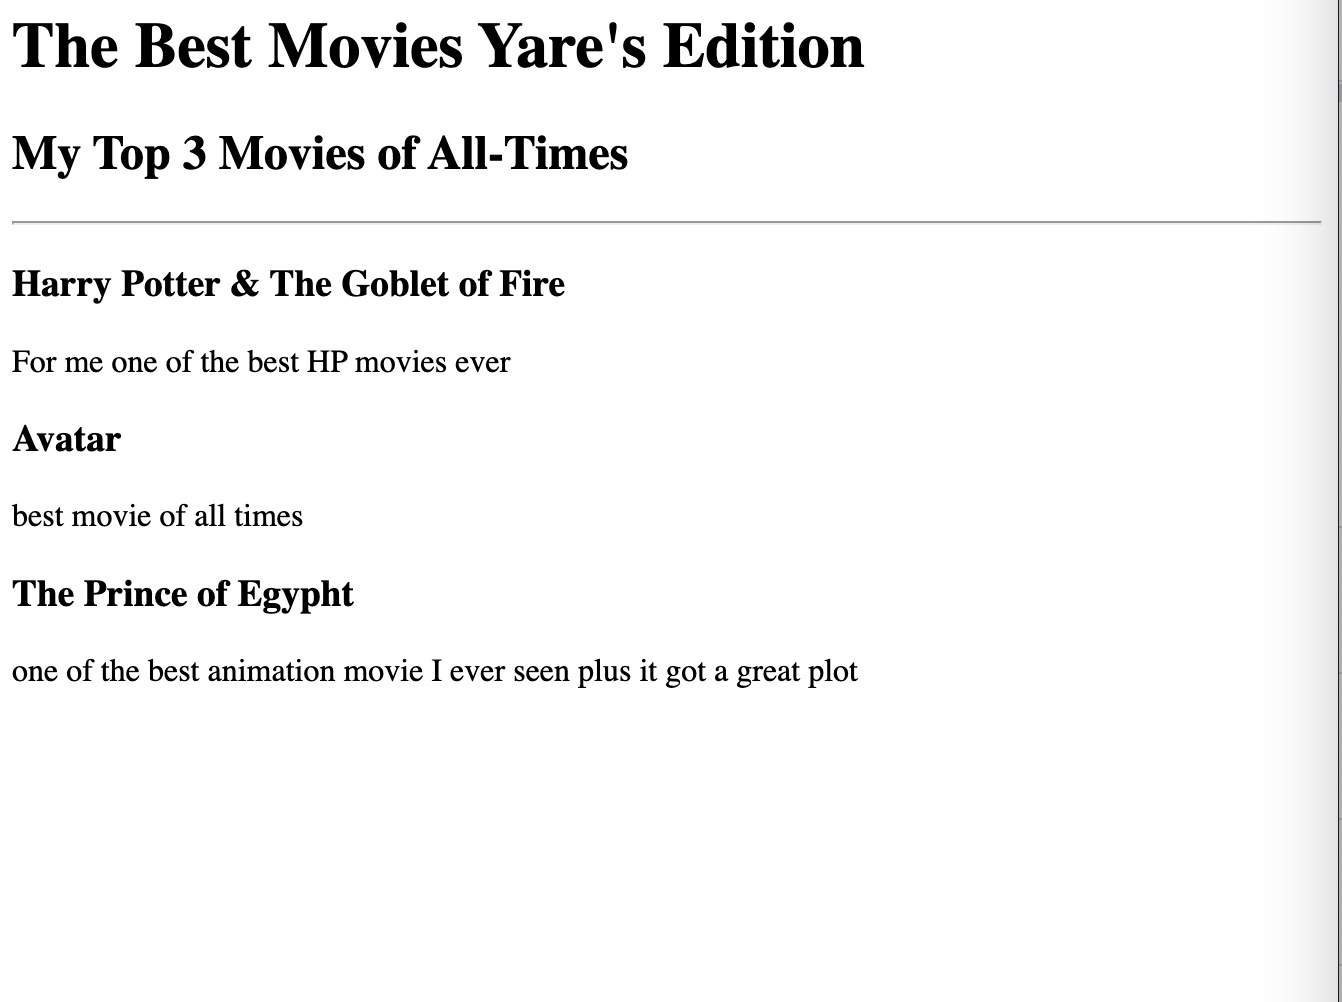 The Best Movies Yare's Edition
My Top 3 Movies of All-Times
Harry Potter & The Goblet of Fire
For me one of the best HP movies ever
Avatar
best movie of all times
The Prince of Egypht
one of the best animation movie I ever seen plus it got a great plot